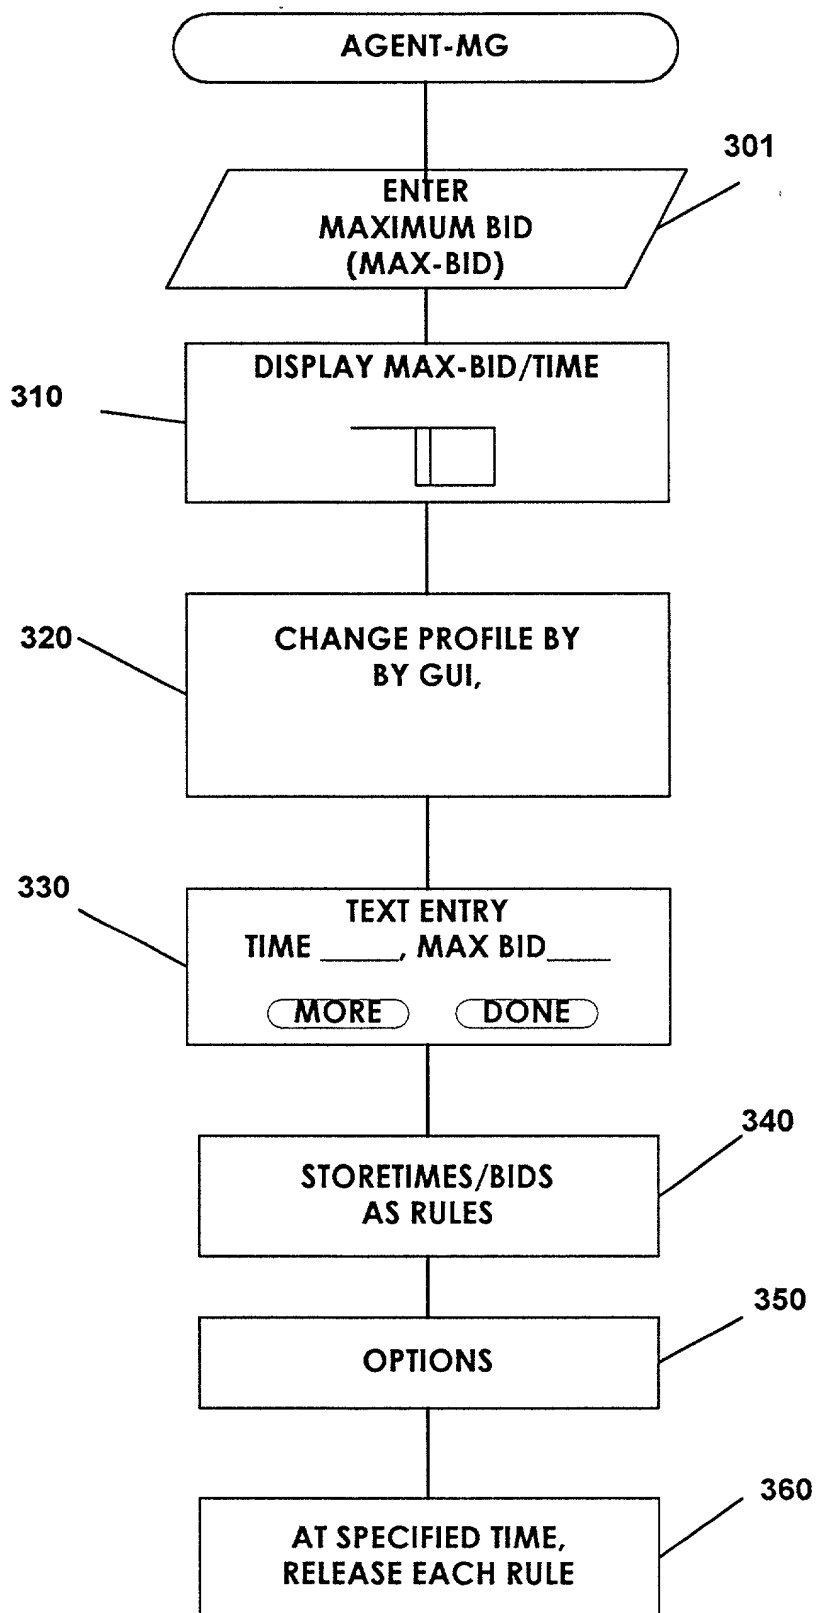 AGENT-MG
301
ENTER
MAXIMUM BID
(MAX-BID)
DISPLAY MAX-BID/TIME
310
320
CHANGE PROFILE BY
BY GUI,
330
TEXT ENTRY
TIME _____, MAX BID____
MORE DONE
340
STORETIMES/BIDS
AS RULES
350
OPTIONS
360
AT SPECIFIED TIME,
RELEASE EACH RULE